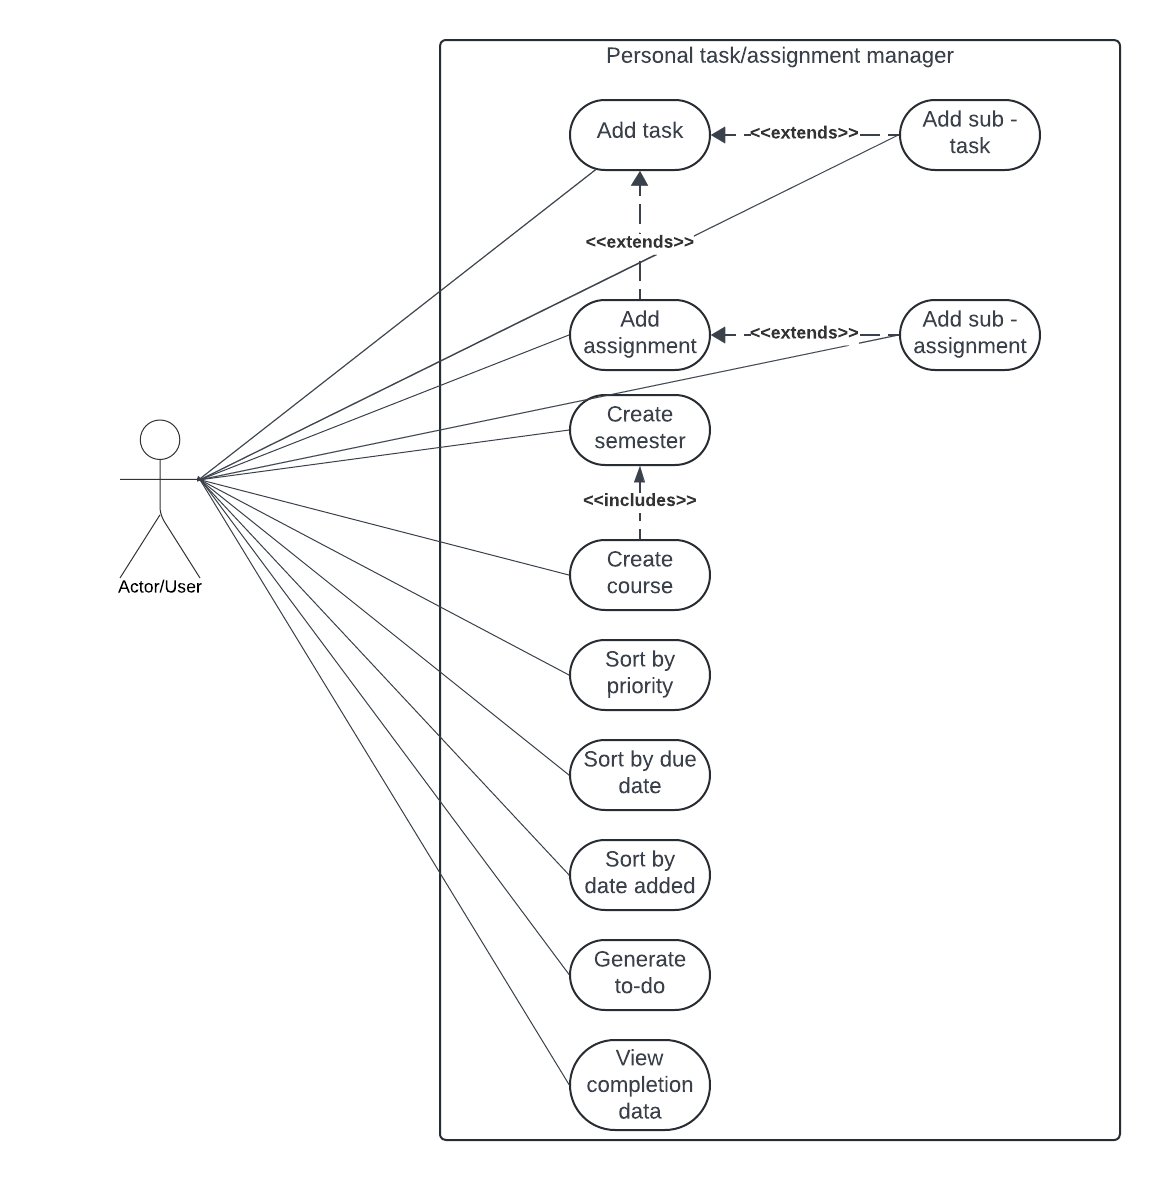 Personal task/assignment manager
Add task
<<extends>>
Add sub -
task
<<extends>>
Add
assignment
<<extends>>
Add sub -
assignment
Create
semester
<<includes>>
Create
course
Actor/User
Sort by
priority
Sort by due
date
Sort by
date added
Generate
to-do
View
completion
data